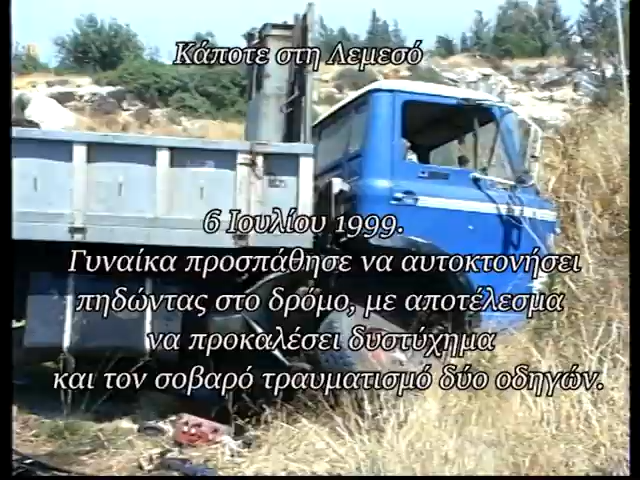 Κάποτε στη Λεμεσό
6 Ιουλίου 1999.
Γυναίκα προσπάθησε να αυτοκτονήσει
πηδώντας στο δρόμο, με αποτέλεσμα
να προκαλέσει δυστύχημα
και τον σοβαρό τραυματισμό δύο οδηγών.